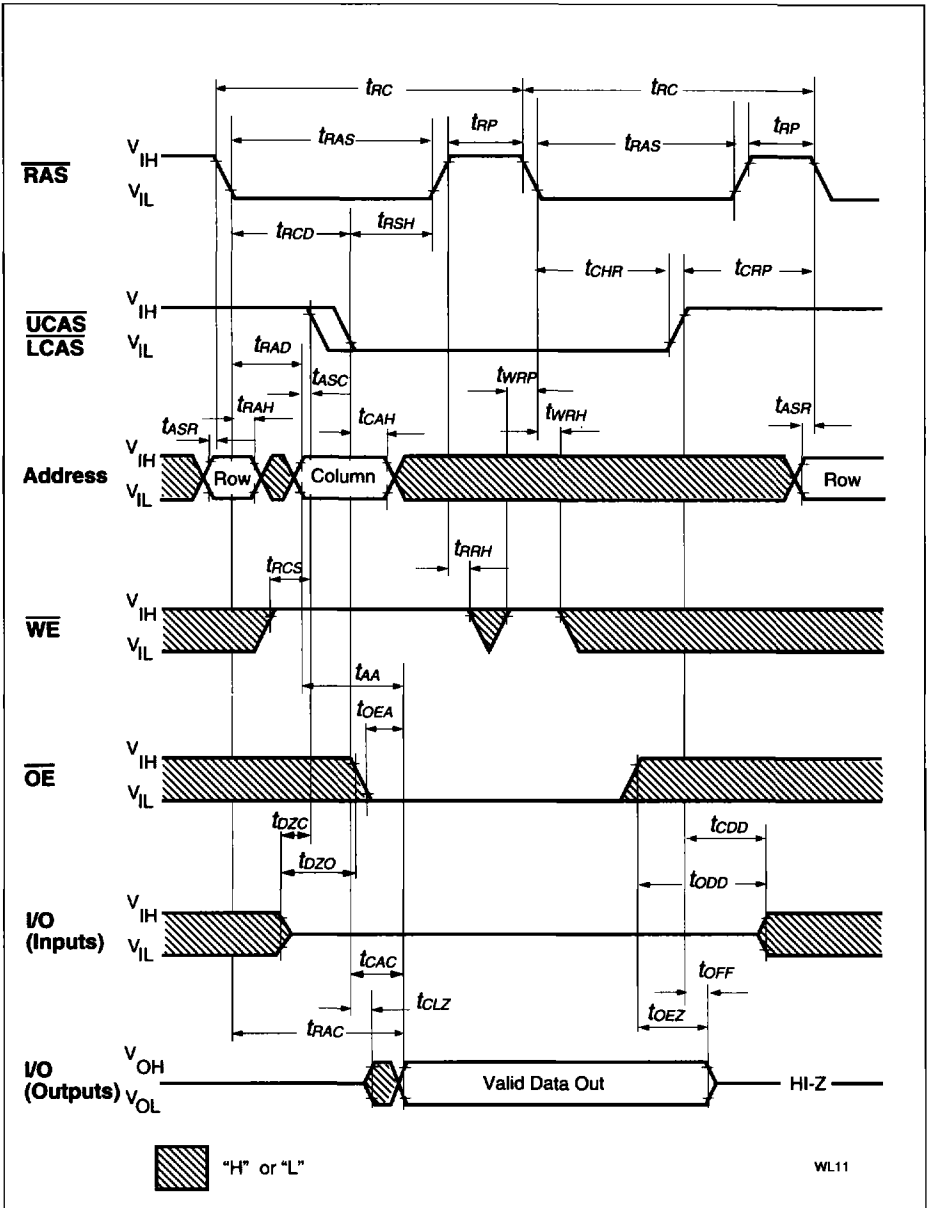 tRC tRC
tRAS tRP tRAS tRP
RAS VIH
VIL
tRCD tRSH
tCHR tCRP
UCAS VIH
LCAS VIL
tRAD
tASC tWRP
tRAH tCAH tWRH
tASR tASR
Address VIH
VIL
Row Column Row
tRRH
tRCS
WE VIH
VIL
tAA
tOEA
OE VIH
VIL
tDZC tCDD
tDZO tODD
I/O VIH
(Inputs) VIL
tCAC tOFF
tCLZ tOEZ
tRAC
I/O VOH
(Outputs) VOL
Valid Data Out HI-Z
"H" or "L"
WL11